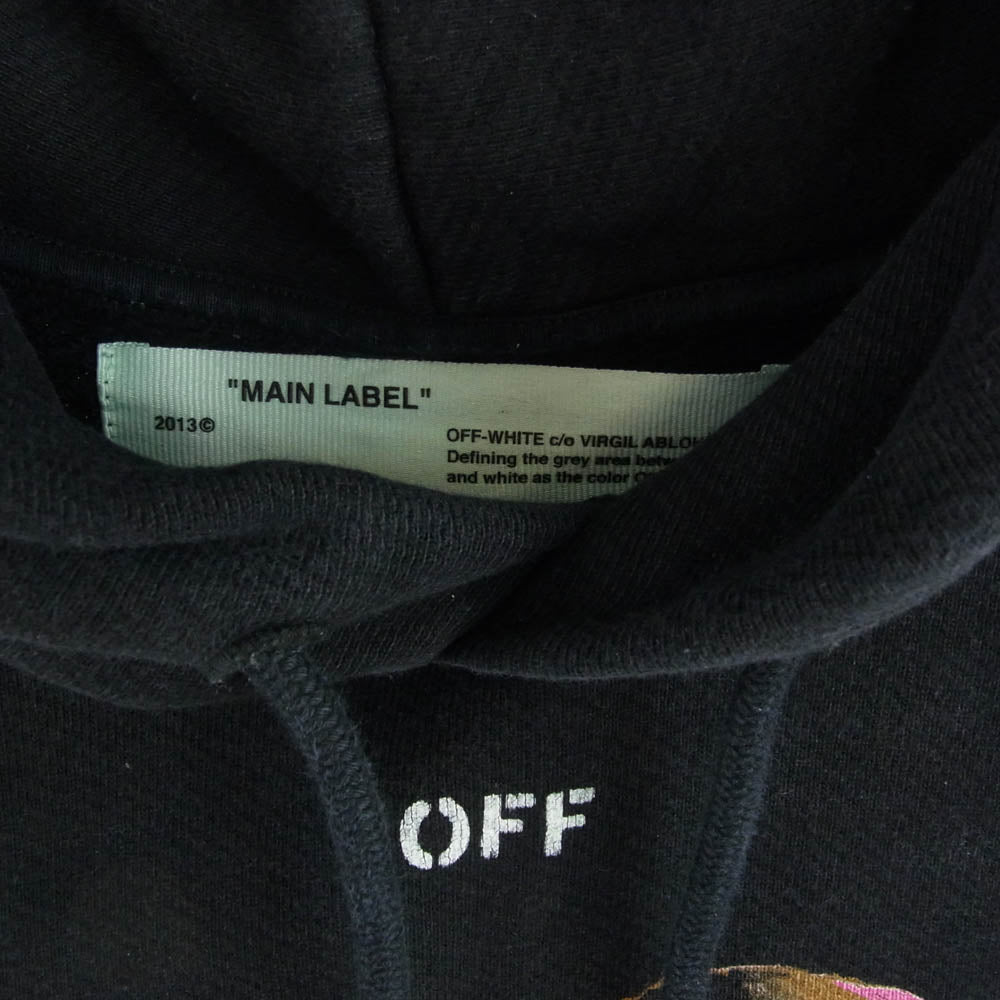 "MAIN LABEL"
2013©
OFF-WHITE c/o VIRGIL ABLOH
Defining the grey area
and white as the color
OFF